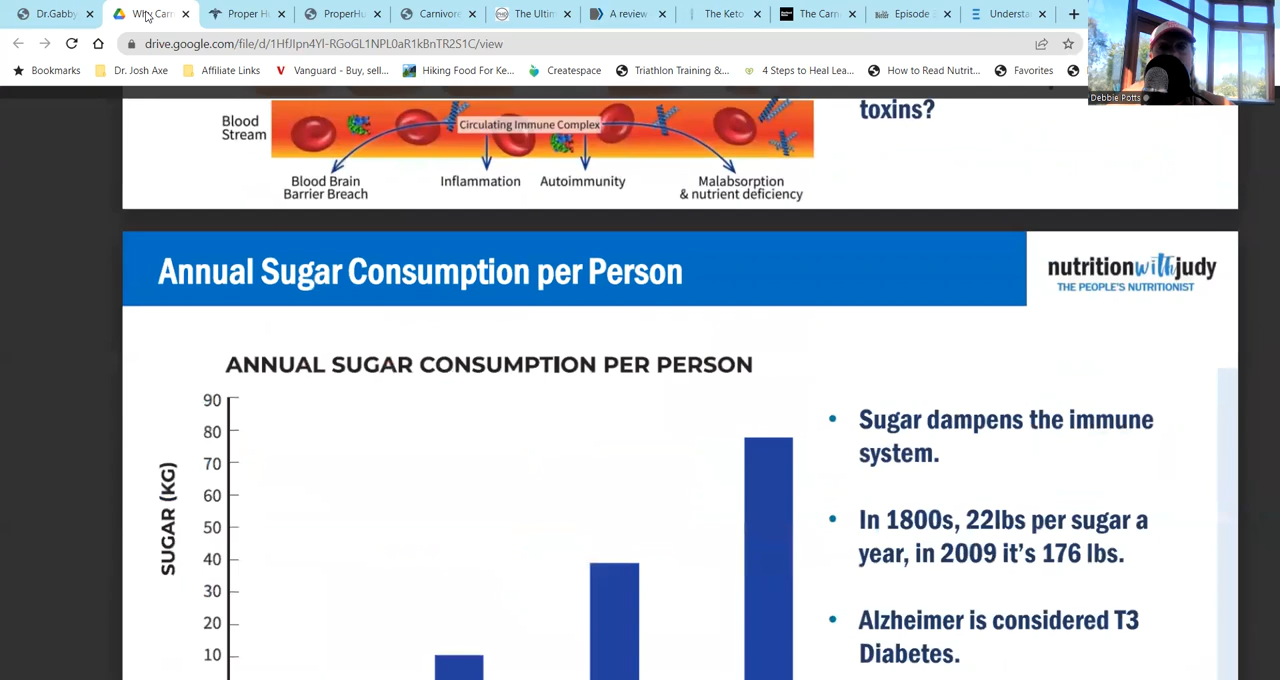 Dr.Gabby
Why Carn
Proper Hu
ProperHu
Carnivore
The Ultim
A review
The Keto
The Carn
Episode
Understa
drive.google.com/file/d/1HfJIpn4Yl-RGoGL1NPL0aR1kBnTR2S1C/view
Bookmarks
Dr. Josh Axe
Affiliate Links
Vanguard - Buy, sell...
Hiking Food For Ke...
Createspace
Triathlon Training &...
4 Steps to Heal Lea...
How to Read Nutrit...
Favorites
Debbie Potts
toxins?
Blood
Stream
Circulating Immune Complex
Blood Brain
Barrier Breach
Inflammation
Autoimmunity
Malabsorption
& nutrient deficiency
Annual Sugar Consumption per Person
nutritionwithjudy
THE PEOPLE'S NUTRITIONIST
ANNUAL SUGAR CONSUMPTION PER PERSON
SUGAR (KG)
90
80
70
60
50
40
30
20
10
• Sugar dampens the immune
system.
• In 1800s, 22lbs per sugar a
year, in 2009 it's 176 lbs.
• Alzheimer is considered T3
Diabetes.